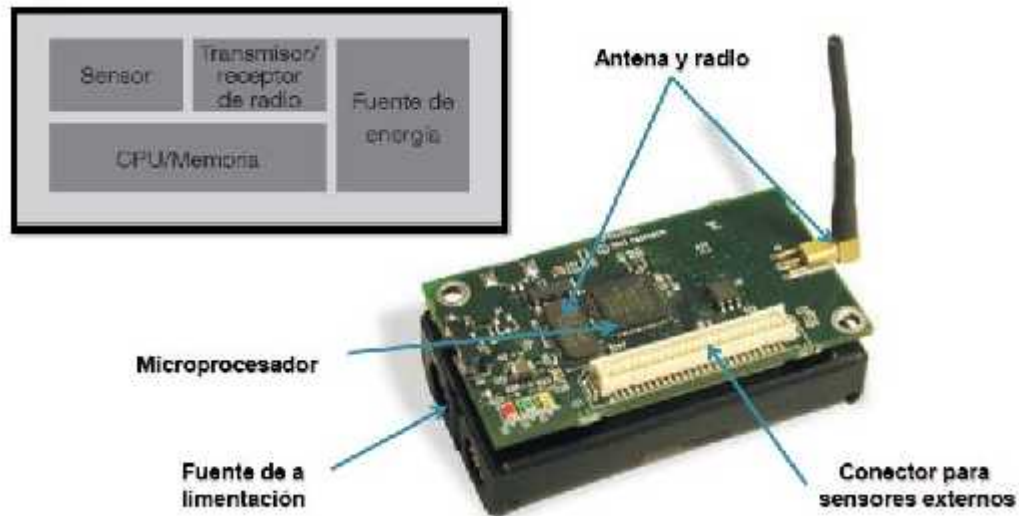 Sensor
Transmisor/
receptor
de radio
Fuente de
energía
CPU/Memoria
Antena y radio
Microprocesador
Fuente de a
limentación
Conector para
sensores externos